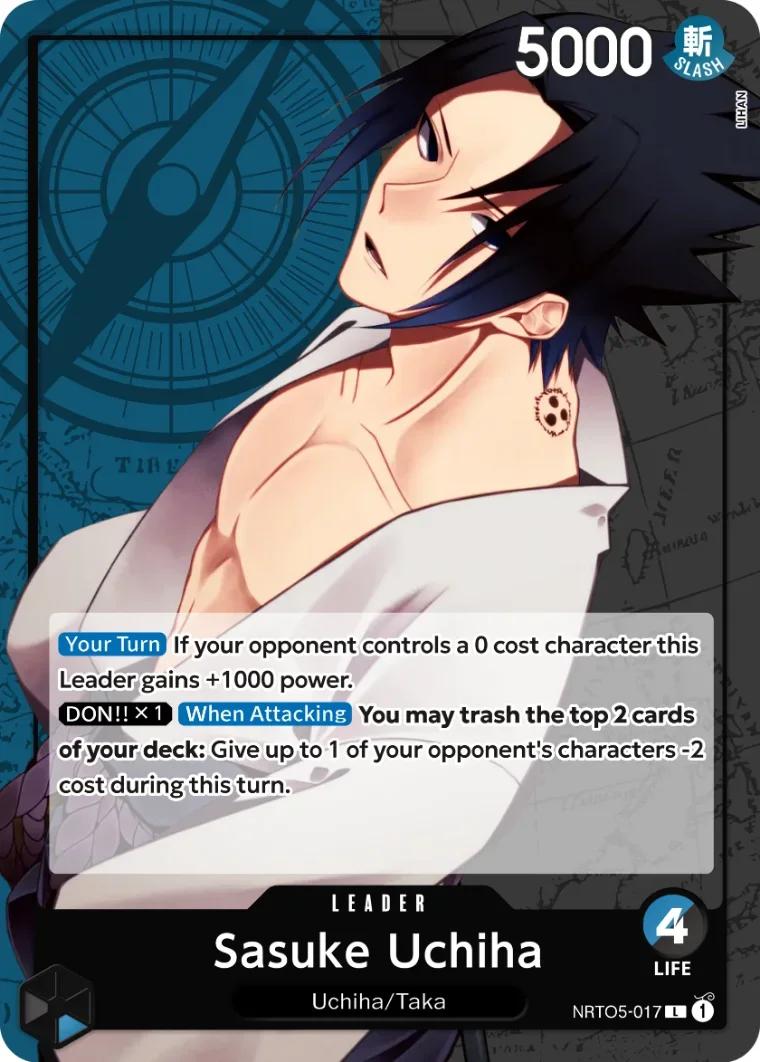 5000
斬
SLASH
LIHAN
Your Turn If your opponent controls a 0 cost character this
Leader gains +1000 power.
DON!! × 1 When Attacking You may trash the top 2 cards
of your deck: Give up to 1 of your opponent's characters -2
cost during this turn.
LEADER
Sasuke Uchiha
4
LIFE
Uchiha/Taka
NRTO5-017 L 1